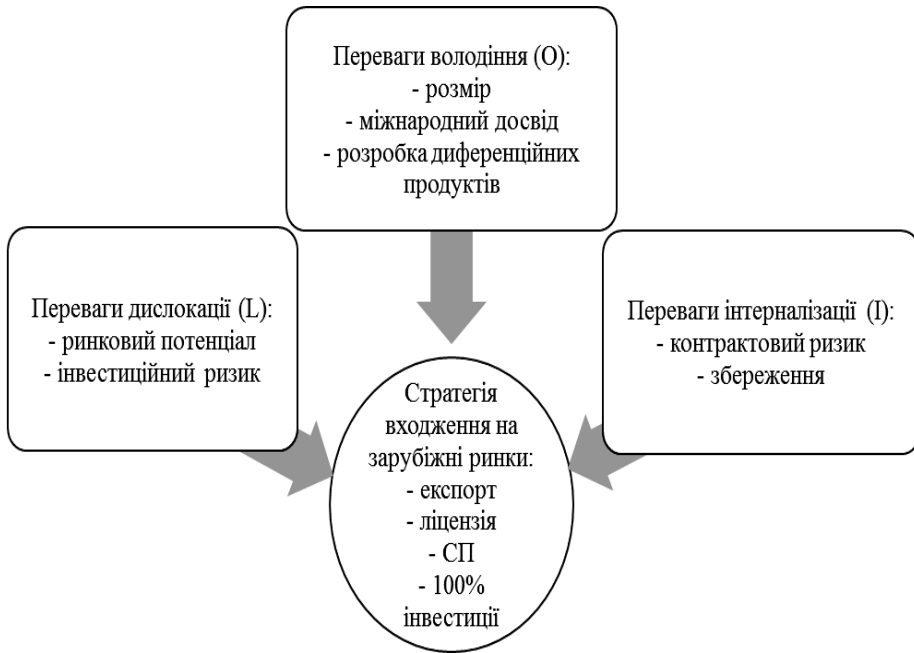 Переваги володіння (O):
- розмір
- міжнародний досвід
- розробка диференційних
продуктів
Переваги дислокації (L):
- ринковий потенціал
- інвестиційний ризик
Переваги інтерналізації (I):
- контрактовий ризик
- збереження
Стратегія
входження на
зарубіжні ринки:
- експорт
- ліцензія
- СП
- 100%
інвестиції